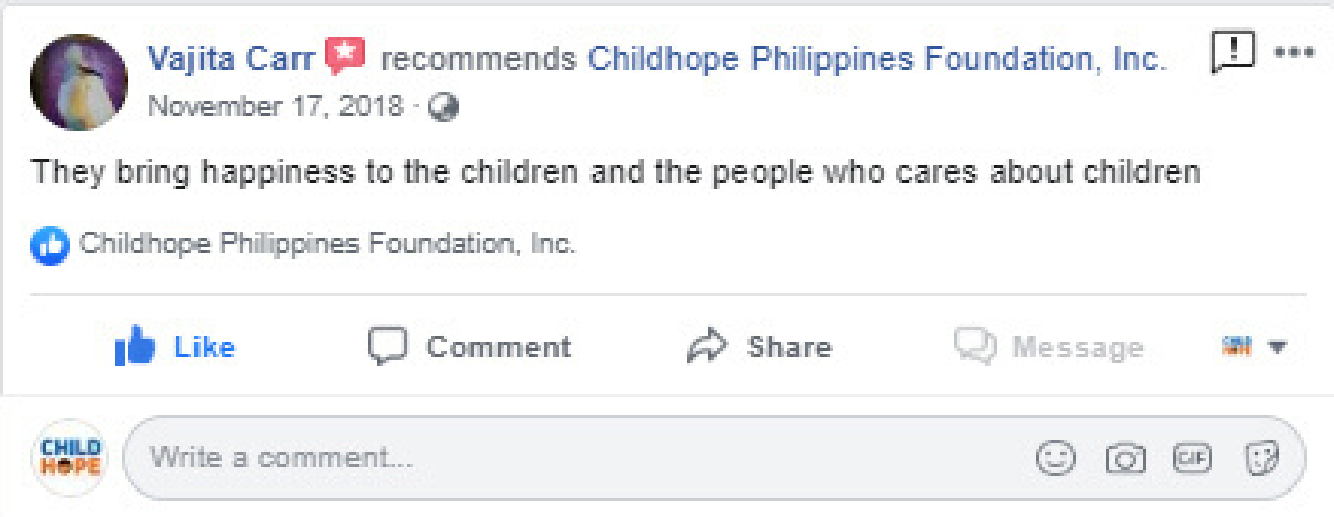 Vajita Carr recommends Childhope Philippines Foundation, Inc.
November 17, 2018 ·
They bring happiness to the children and the people who cares about children
Childhope Philippines Foundation, Inc.
Like Comment Share Message
CHILD
HOPE
Write a comment...
GIF